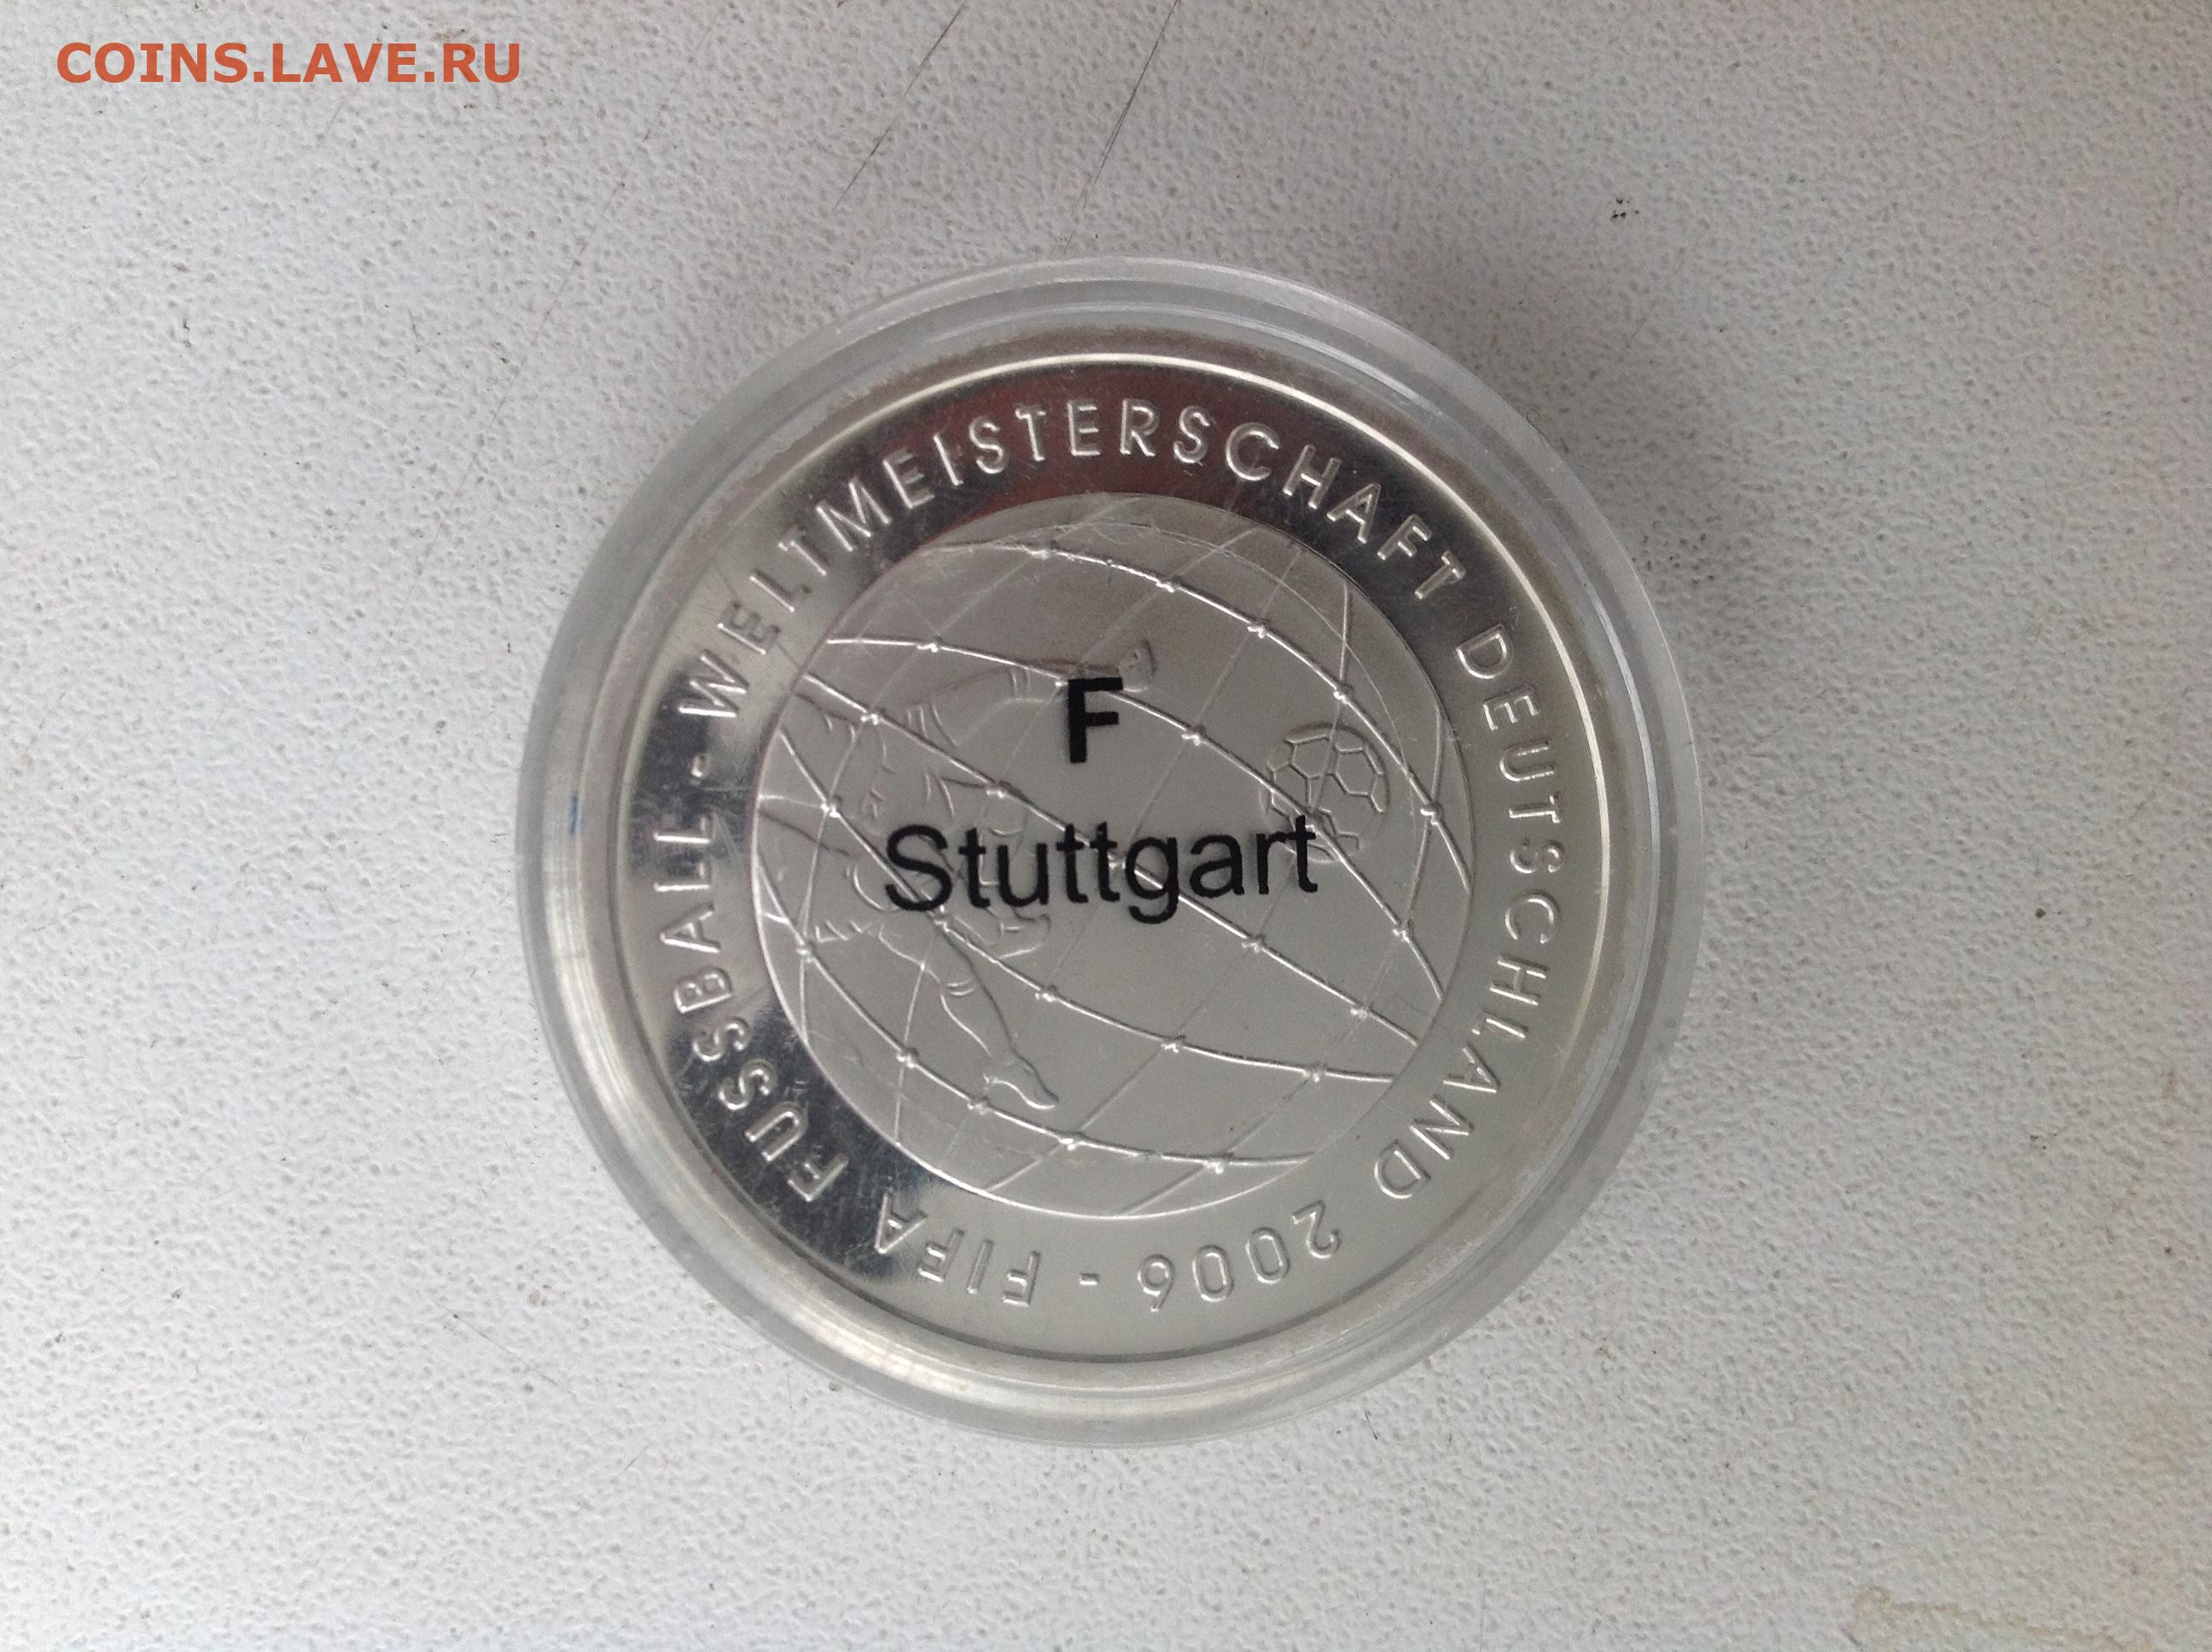 COINS.LAVE.RU
FIFA FUSSBALL - WELTMEISTERSCHAFT DEUTSCHLAND 2006 -
F
Stuttgart